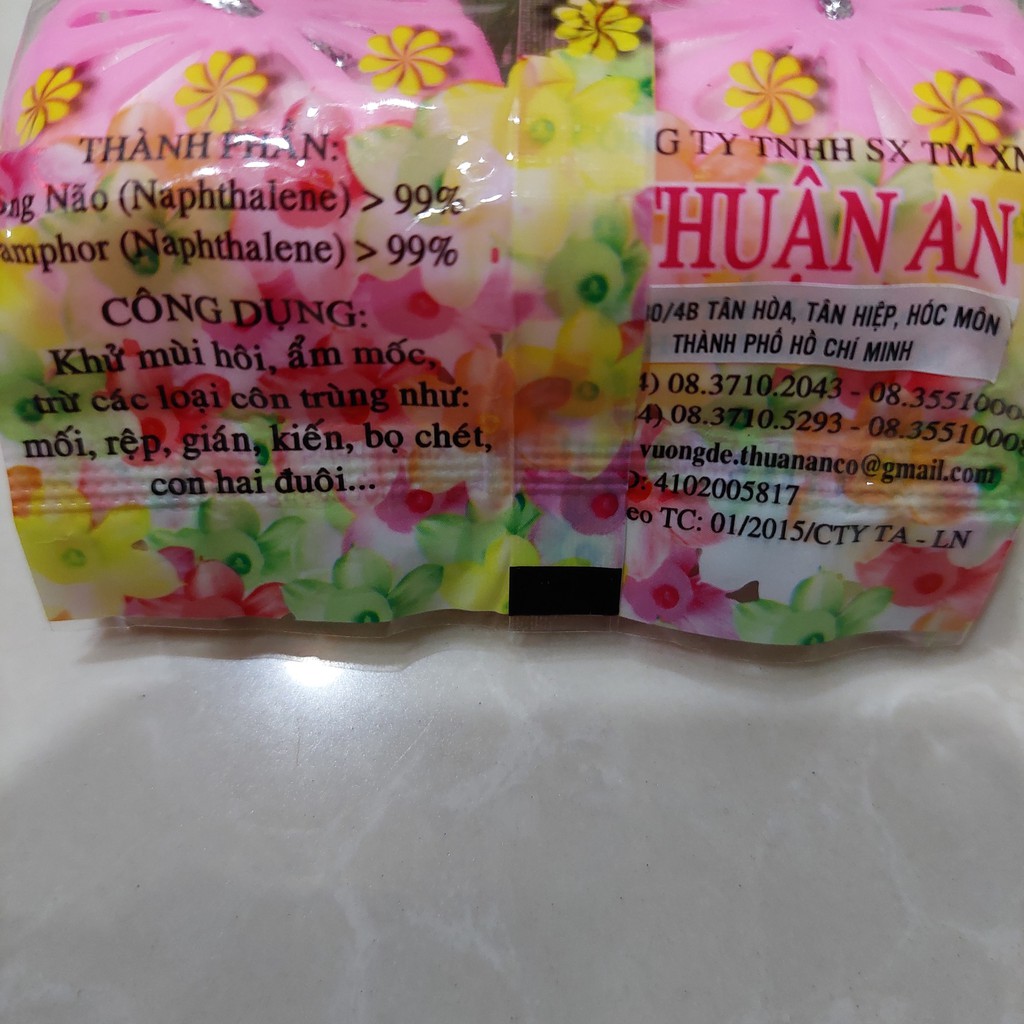 THÀNH PHẦN:
ong Não (Naphthalene) > 99%
amphor (Naphthalene) > 99%
CÔNG DỤNG:
Khử mùi hôi, ẩm mốc,
trừ các loại côn trùng như:
mối, rệp, gián, kiến, bọ chét,
con hai đuôi...
G TY TNHH SX TM XN
THUẬN AN
0/4B TÂN HÒA, TÂN HIỆP, HÓC MÔN
THÀNH PHỐ HỒ CHÍ MINH
4) 08.3710.2043 - 08.3551000
4) 08.3710.5293 - 08.3551000
vuongde.thuananco@gmail.com
D: 4102005817
eo TC: 01/2015/CTY TA - LN